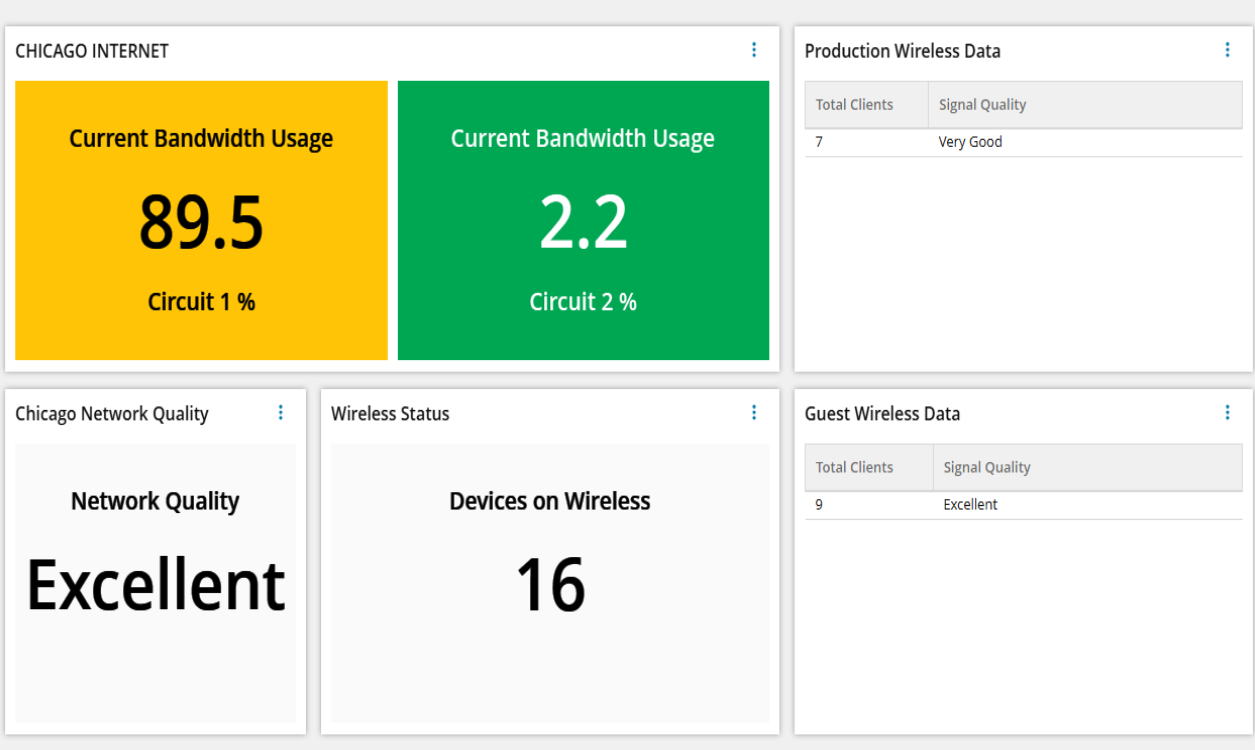 CHICAGO INTERNET
Current Bandwidth Usage
89.5
Circuit 1 %
Current Bandwidth Usage
2.2
Circuit 2 %
Production Wireless Data
Total Clients Signal Quality
7 Very Good
Chicago Network Quality
Network Quality
Excellent
Wireless Status
Devices on Wireless
16
Guest Wireless Data
Total Clients Signal Quality
9 Excellent